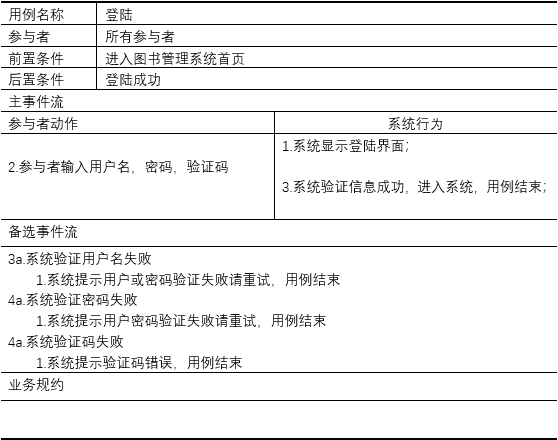 用例名称 登陆
参与者 所有参与者
前置条件 进入图书管理系统首页
后置条件 登陆成功
主事件流
参与者动作 系统行为
1.系统显示登陆界面；
2.参与者输入用户名，密码，验证码
3.系统验证信息成功，进入系统，用例结束；
备选事件流
3a.系统验证用户名失败
1.系统提示用户或密码验证失败请重试，用例结束
4a.系统验证密码失败
1.系统提示用户密码验证失败请重试，用例结束
4a.系统验证码失败
1.系统提示验证码错误，用例结束
业务规约